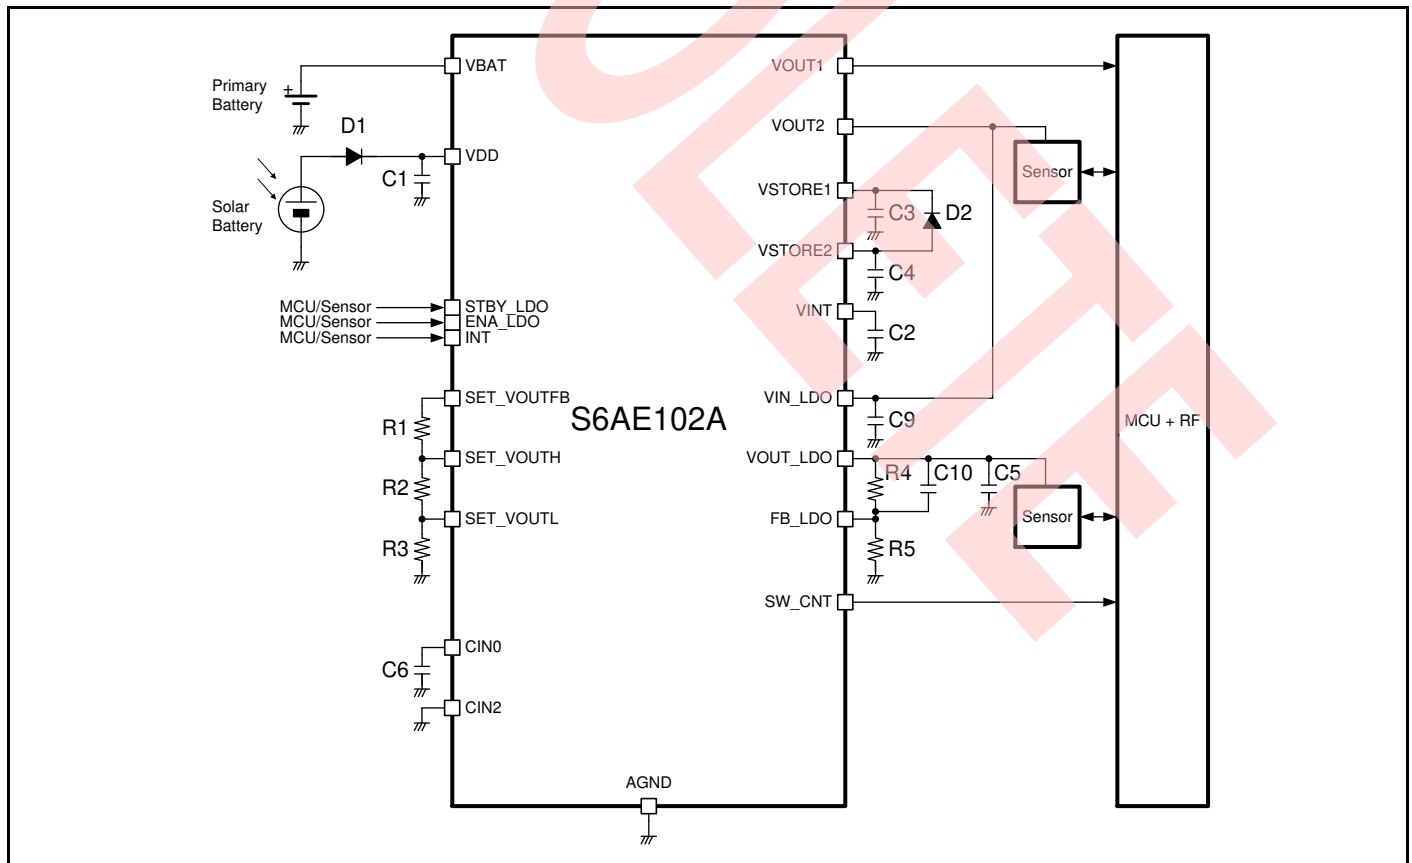 VBAT
VOUT1
Primary
Battery
+
D1
VOUT2
VDD
C1
Sensor
VSTORE1
C3
D2
Solar
Battery
VSTORE2
C4
MCU/Sensor
STBY_LDO
MCU/Sensor
ENA_LDO
MCU/Sensor
INT
VINT
C2
SET_VOUTFB
VIN_LDO
S6AE102A
C9
MCU + RF
R1
SET_VOUTH
VOUT_LDO
R4
C10
C5
R2
SET_VOUTL
FB_LDO
Sensor
R3
R5
SW_CNT
CIN0
C6
CIN2
AGND